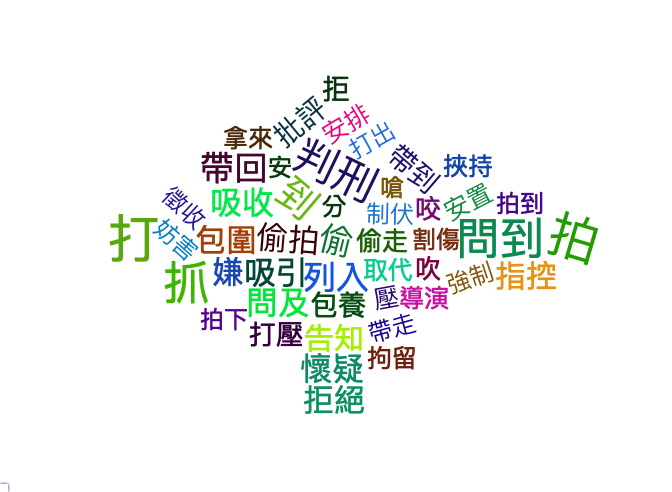 拒
批評
安排
拿來
打出
判刑
帶到
挾持
帶回
安
嗆
徵收
吸收
到
分
制伏
咬
安置
拍到
打
妨害
包圍
偷拍
偷
偷走
割傷
問到
拍
抓
嫌
吸引
列入
取代
吹
強制
指控
問及
包養
壓
導演
拍下
打壓
告知
帶走
懷疑
拘留
拒絕